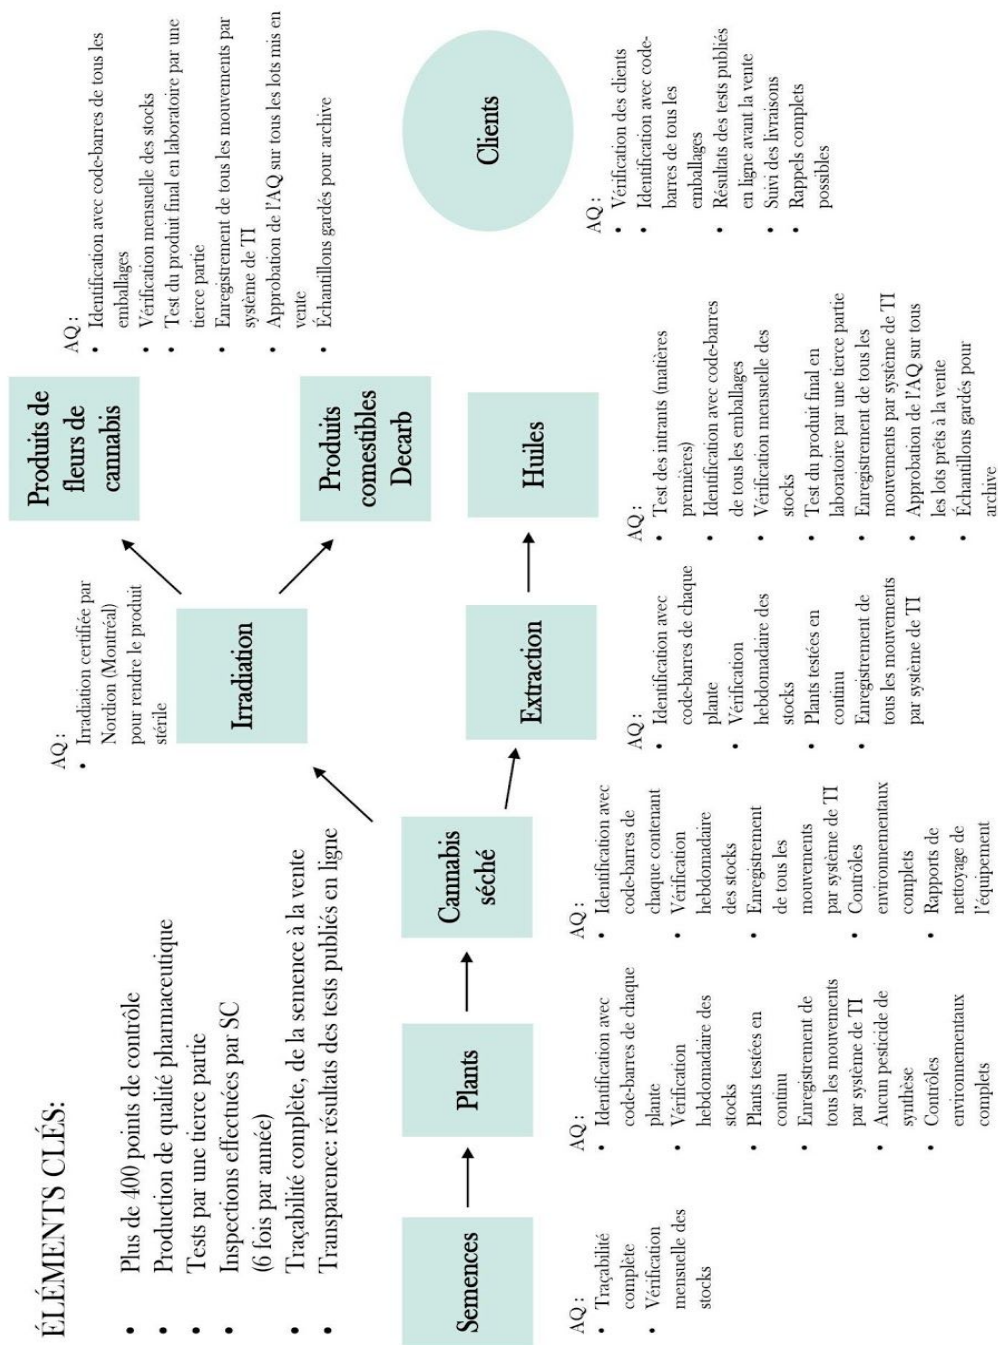 ÉLÉMENTS CLÉS:
• Plus de 400 points de contrôle
• Production de qualité pharmaceutique
• Tests par une tierce partie
• Inspections effectuées par SC
(6 fois par année)
• Traçabilité complète, de la semence à la vente
• Transparence: résultats des tests publiés en ligne
Semences
AQ :
• Traçabilité
complète
• Vérification
mensuelle des
stocks
Plants
AQ :
• Identification avec
code-barres de chaque
plante
• Vérification
hebdomadaire des
stocks
• Plants testées en
continu
• Enregistrement de
tous les mouvements
par système de TI
• Aucun pesticide de
synthèse
• Contrôles
environnementaux
complets
Cannabis
séché
AQ :
• Identification avec
code-barres de
chaque contenant
• Vérification
hebdomadaire
des stocks
• Enregistrement
de tous les
mouvements
par système de TI
• Contrôles
environnementaux
complets
• Rapports de
nettoyage de
l'équipement
AQ :
• Irradiation certifiée par
Nordion (Montréal)
pour rendre le produit
stérile
Irradiation
Extraction
AQ :
• Identification avec
code-barres de chaque
plante
• Vérification
hebdomadaire des
stocks
• Plants testées en
continu
• Enregistrement de
tous les mouvements
par système de TI
Produits de
fleurs de
cannabis
Produits
comestibles
Decarb
AQ :
• Identification avec code-barres de tous les
emballages
• Vérification mensuelle des stocks
• Test du produit final en laboratoire par une
tierce partie
• Enregistrement de tous les mouvements par
système de TI
• Approbation de l'AQ sur tous les lots mis en
vente
• Échantillons gardés pour archive
Huiles
AQ :
• Test des intrants (matières
premières)
• Identification avec code-barres
de tous les emballages
• Vérification mensuelle des
stocks
• Test du produit final en
laboratoire par une tierce partie
• Enregistrement de tous les
mouvements par système de TI
• Approbation de l'AQ sur tous
les lots prêts à la vente
• Échantillons gardés pour
archive
Clients
AQ :
• Vérification des clients
• Identification avec code-
barres de tous les
emballages
• Résultats des tests publiés
en ligne avant la vente
• Suivi des livraisons
• Rappels complets
possibles